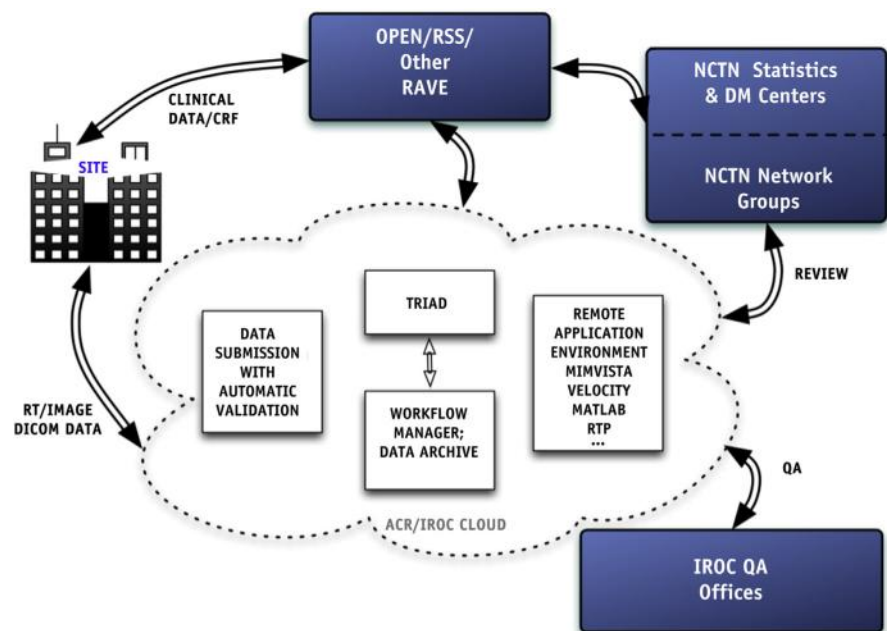 OPEN/RSS/
Other
RAVE
NCTN Statistics
& DM Centers
NCTN Network
Groups
CLINICAL
DATA/CRF
SITE
REVIEW
TRIAD
DATA
SUBMISSION
WITH
AUTOMATIC
VALIDATION
REMOTE
APPLICATION
ENVIRONMENT
MIMVISTA
VELOCITY
MATLAB
RTP
...
WORKFLOW
MANAGER;
DATA ARCHIVE
RT/IMAGE
DICOM DATA
QA
ACR/IROC CLOUD
IROC QA
Offices